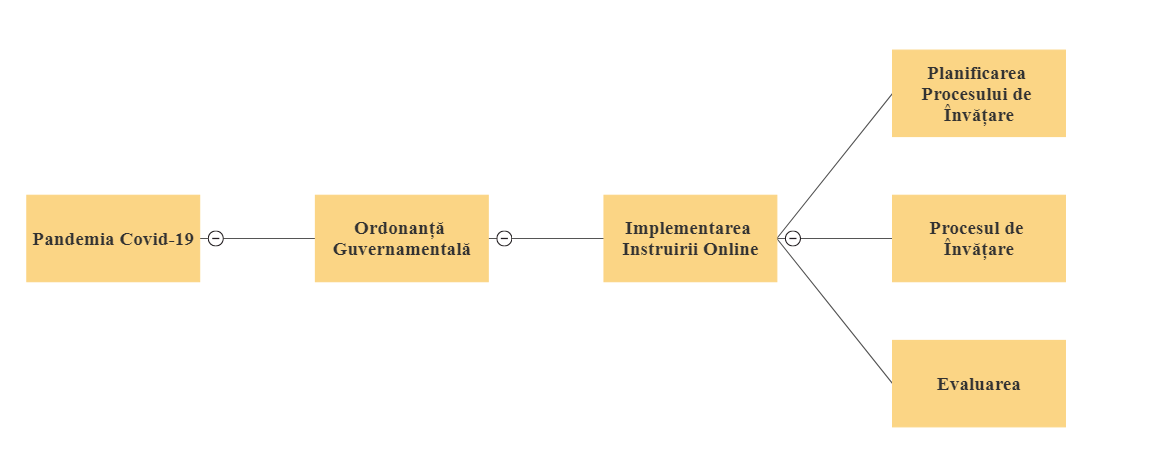 Pandemia Covid-19
Ordonanță
Guvernamentală
Implementarea
Instruirii Online
Planificarea
Procesului de
Învățare
Procesul de
Învățare
Evaluarea